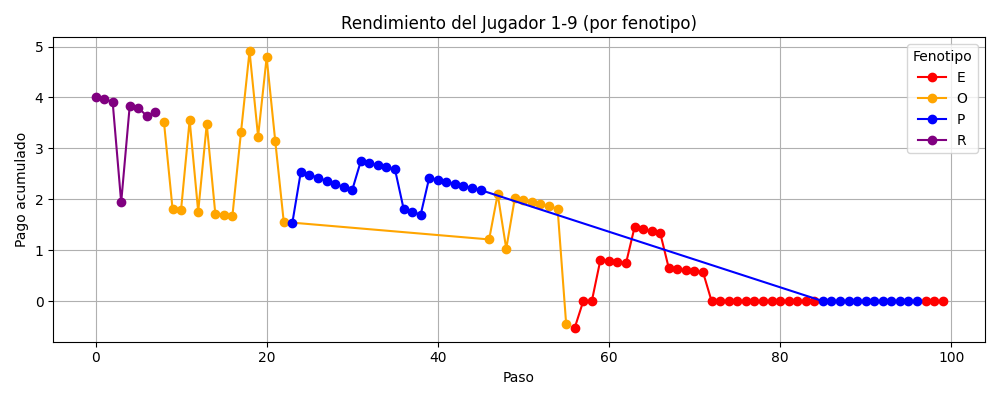 Rendimiento del Jugador 1-9 (por fenotipo)
Pago acumulado
5
4
3
2
1
0
0
20
40
60
80
100
Paso
Fenotipo
E
O
P
R